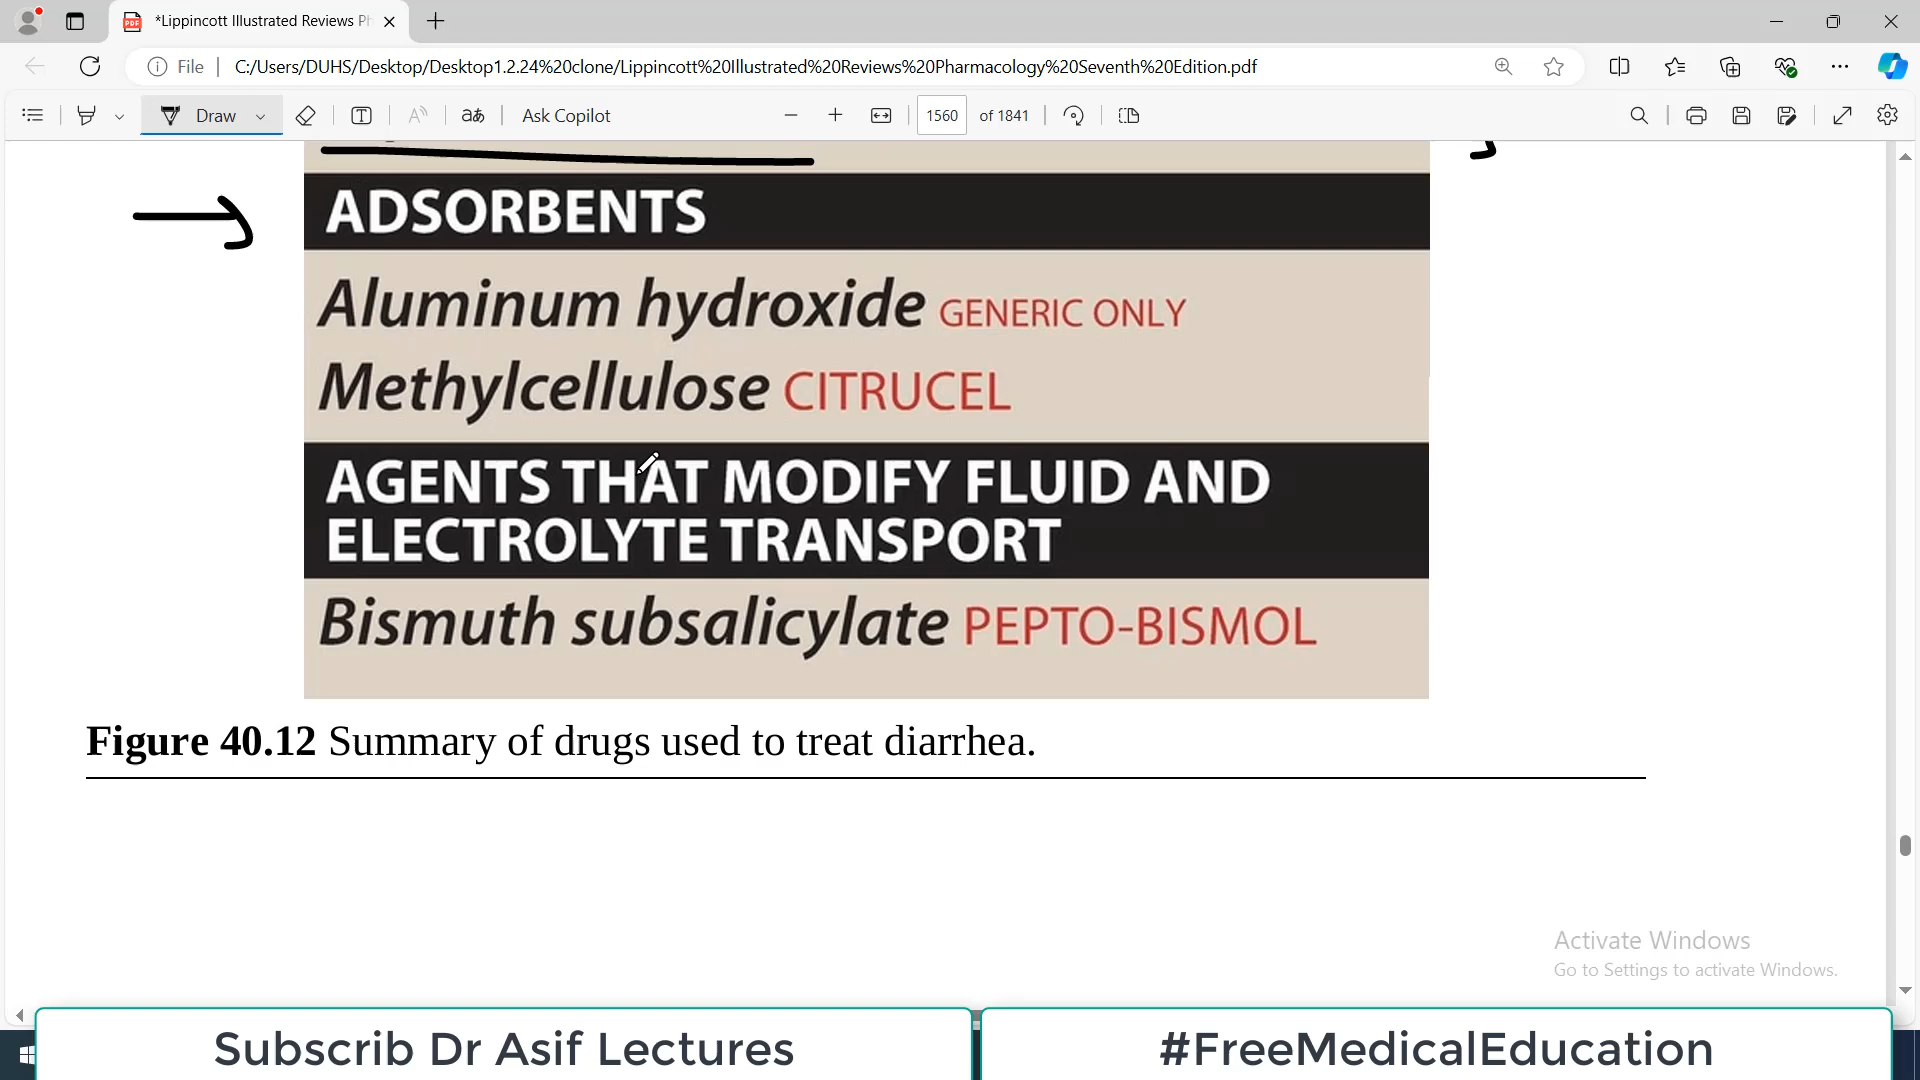 *Lippincott Illustrated Reviews P
File
C:/Users/DUHS/Desktop/Desktop1.2.24%20clone/Lippincott%20Illustrated%20Reviews%20Pharmacology%20Seventh%20Edition.pdf
Draw
aあ
Ask Copilot
1560 of 1841
ADSORBENTS
Aluminum hydroxide GENERIC ONLY
Methylcellulose CITRUCEL
AGENTS THAT MODIFY FLUID AND
ELECTROLYTE TRANSPORT
Bismuth subsalicylate PEPTO-BISMOL
Figure 40.12 Summary of drugs used to treat diarrhea.
Activate Windows
Go to Settings to activate Windows.
Subscrib Dr Asif Lectures
#FreeMedicalEducation